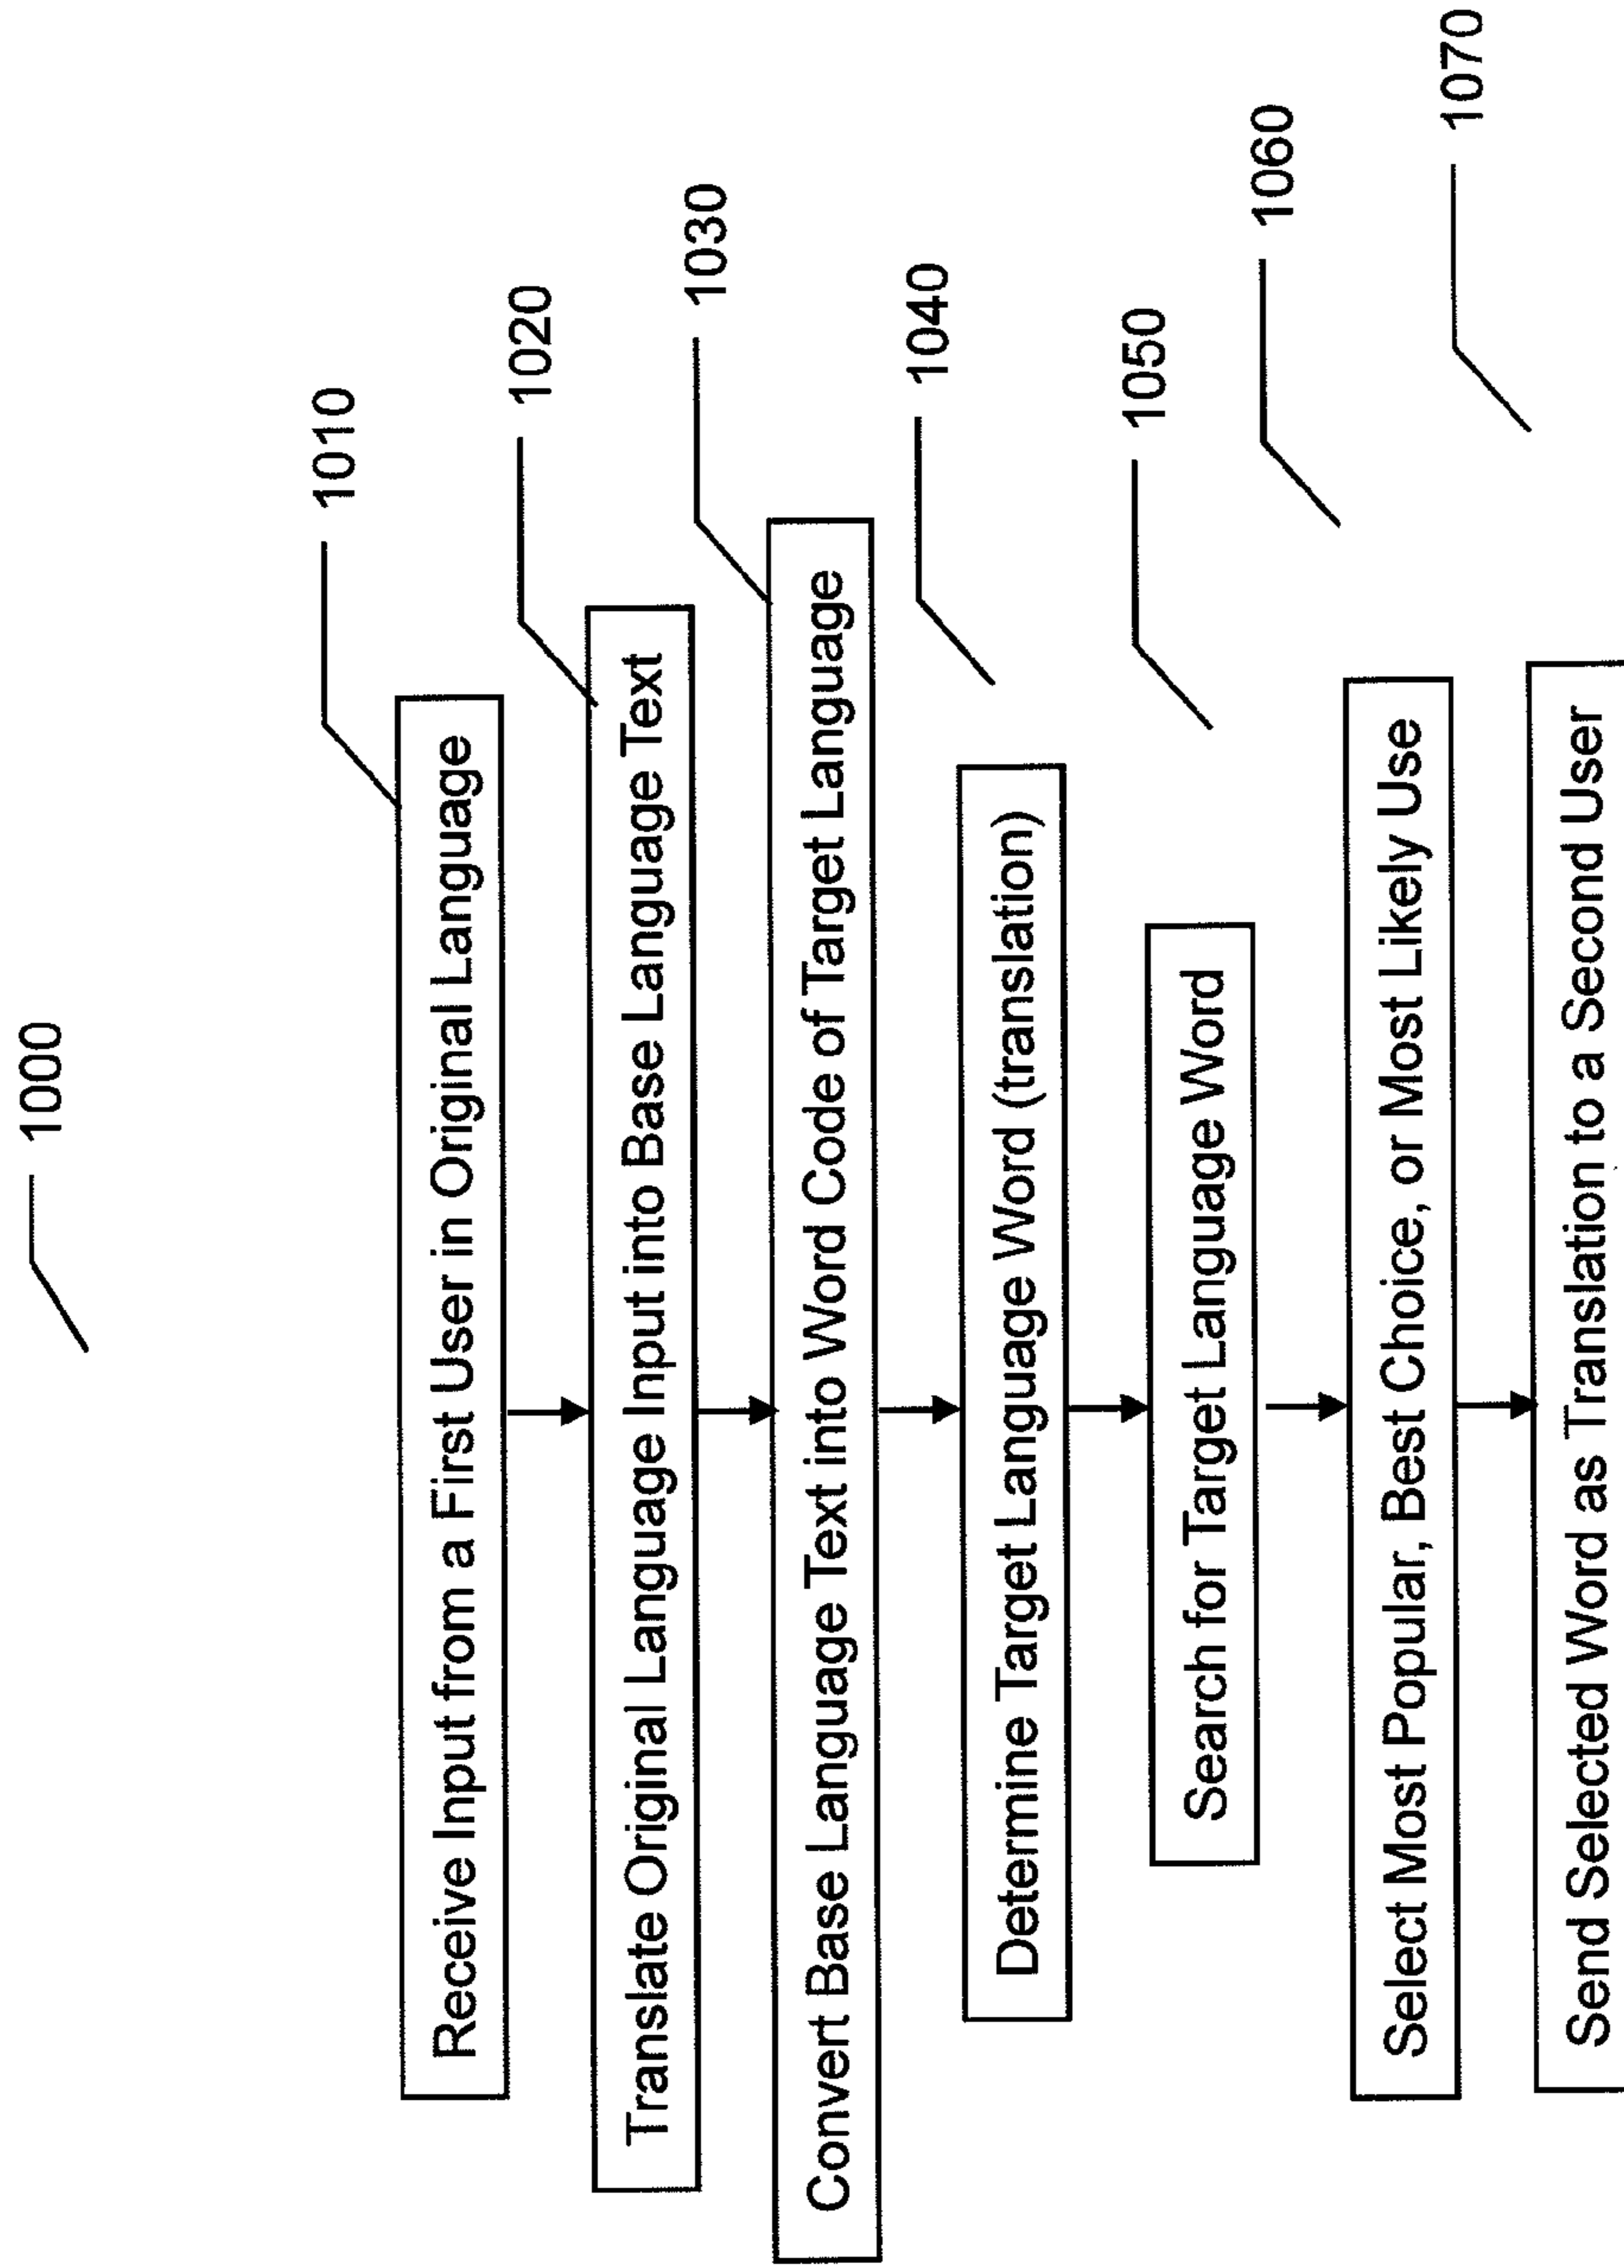 1000
1010
Receive Input from a First User in Original Language
1020
Translate Original Language Input into Base Language Text
1030
Convert Base Language Text into Word Code of Target Language
1040
Determine Target Language Word (translation)
1050
Search for Target Language Word
1060
Select Most Popular, Best Choice, or Most Likely Use
1070
Send Selected Word as Translation to a Second User